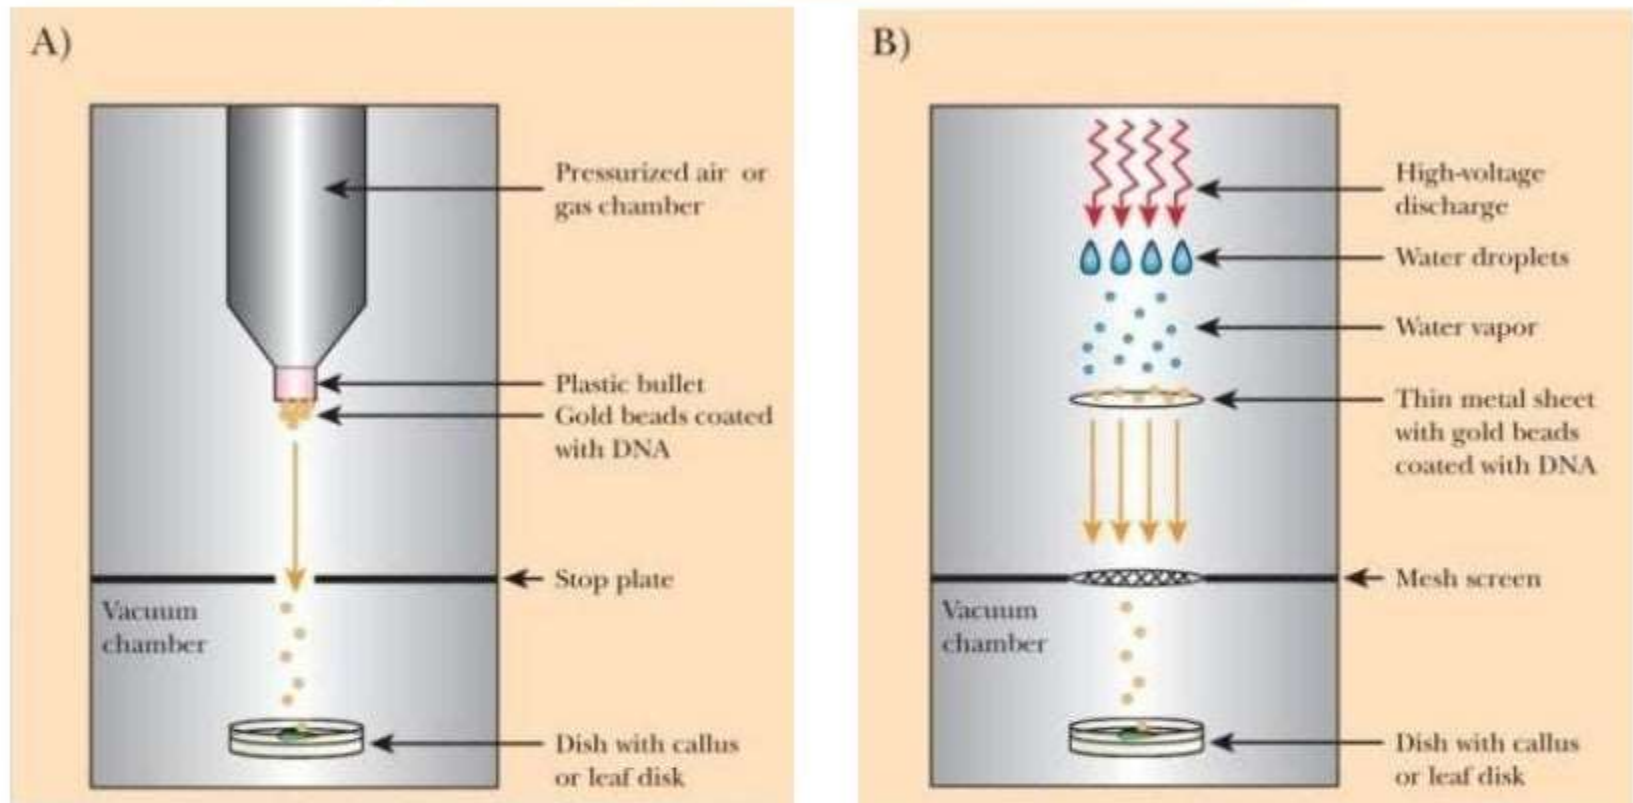 A)
Pressurized air or
gas chamber
Plastic bullet
Gold beads coated
with DNA
Stop plate
Vacuum
chamber
Dish with callus
or leaf disk
B)
High-voltage
discharge
Water droplets
Water vapor
Thin metal sheet
with gold beads
coated with DNA
Mesh screen
Vacuum
chamber
Dish with callus
or leaf disk